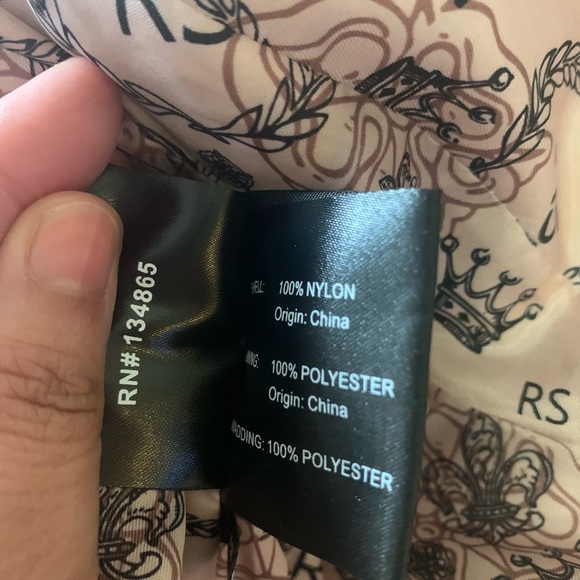 RS
RN# 134865
100% NYLON
Origin: China
100% POLYESTER
Origin: China
100% POLYESTER
RS